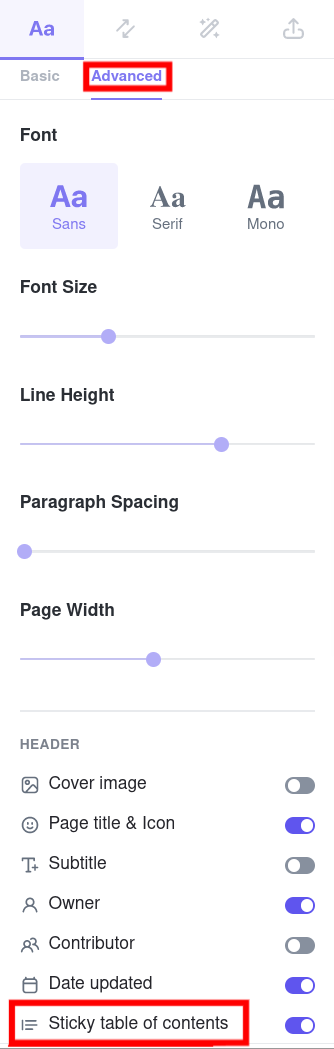 Aa
Basic Advanced
Font
Aa Aa Aa
Sans Serif Mono
Font Size
Line Height
Paragraph Spacing
Page Width
HEADER
Cover image
Page title & Icon
T+ Subtitle
Owner
Contributor
Date updated
Sticky table of contents